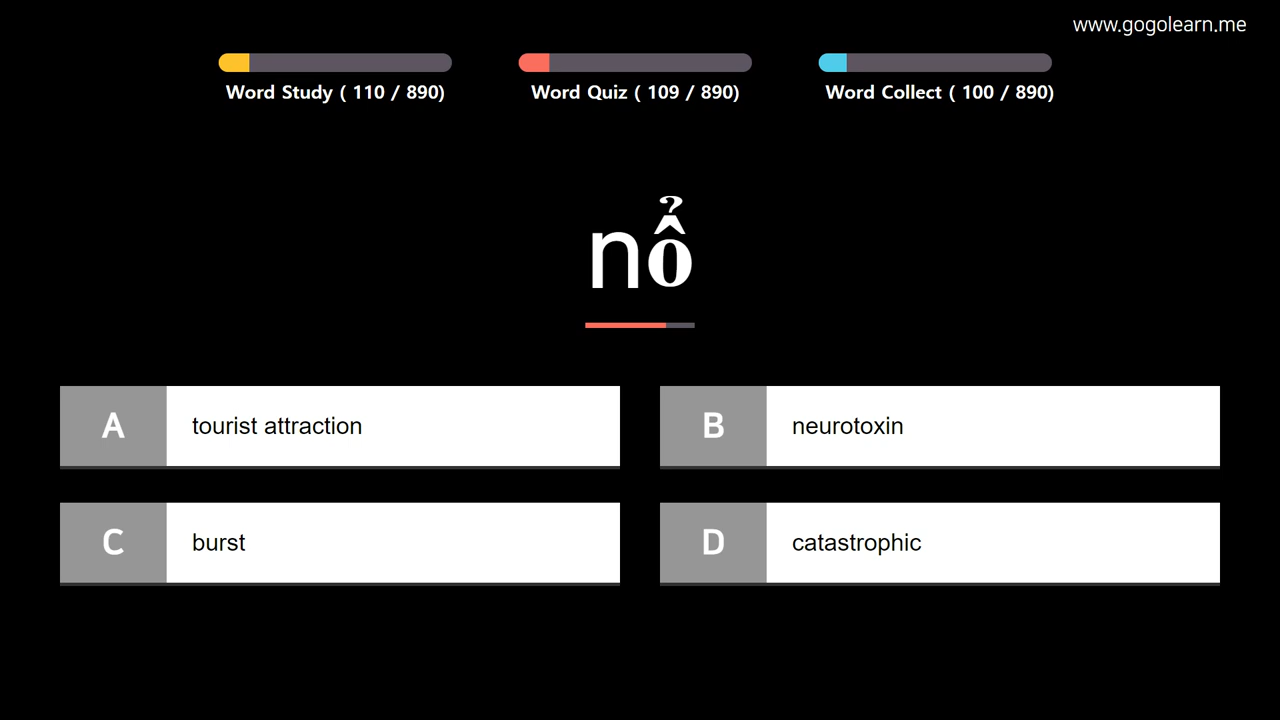 www.gogolearn.me
Word Study ( 110 / 890)
Word Quiz ( 109 / 890)
Word Collect ( 100 / 890)
nổ
A tourist attraction
B neurotoxin
C burst
D catastrophic